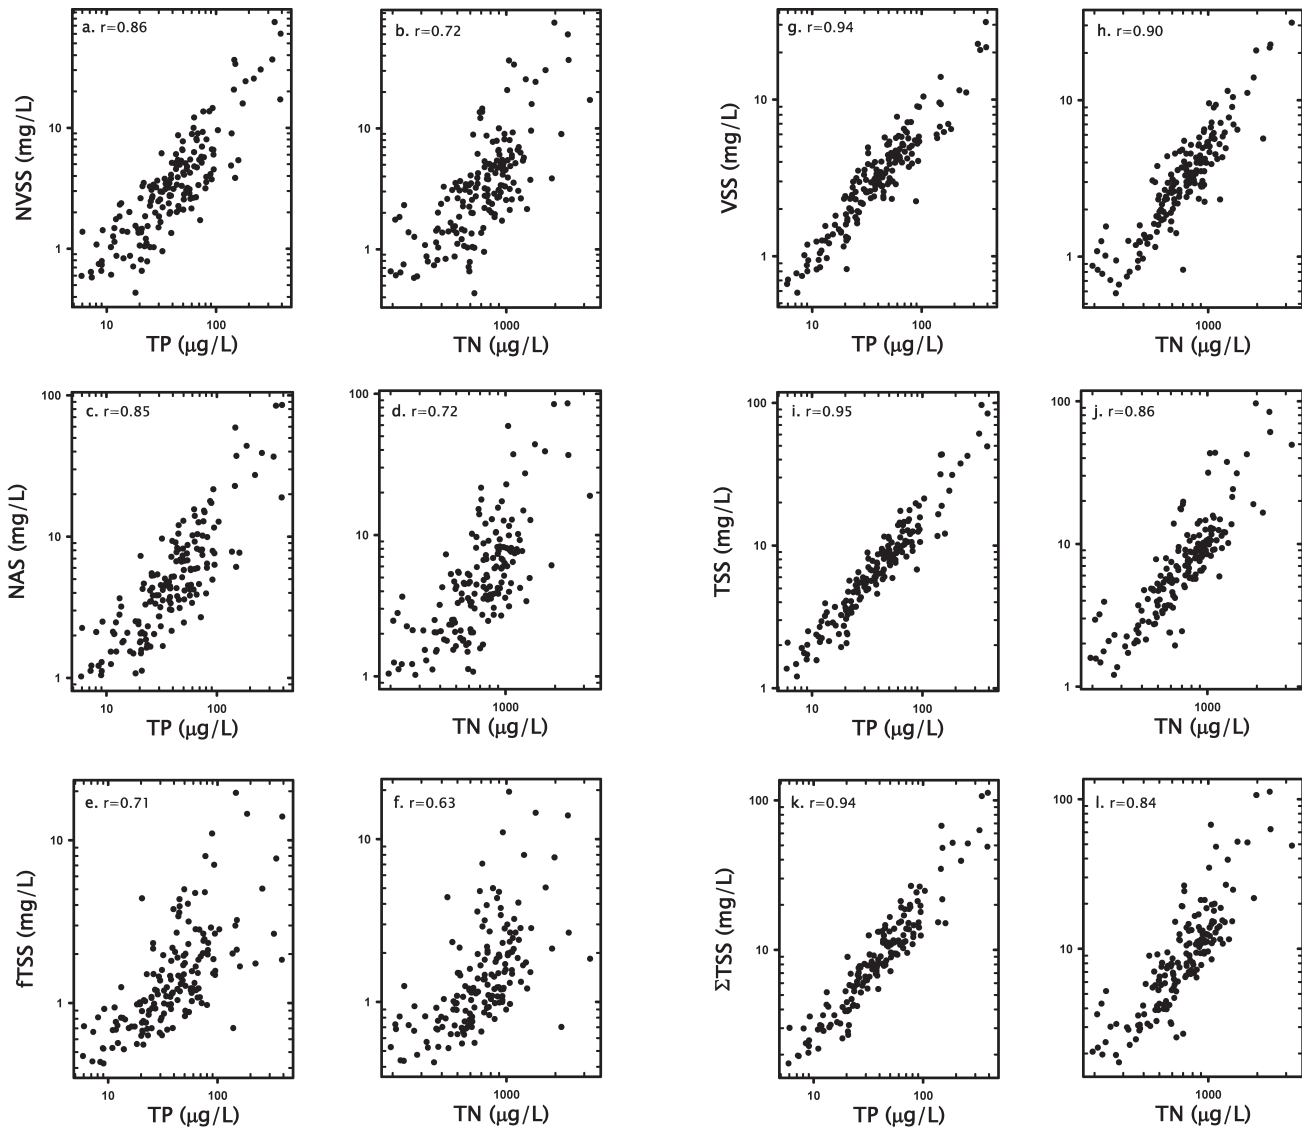 a. r=0.86
b. r=0.72
g. r=0.94
h. r=0.90
NVSS (mg/L)
10
1
10
1
VSS (mg/L)
10
1
10
1
10
100
1000
10
100
1000
TP (µg/L)
TN (µg/L)
TP (µg/L)
TN (µg/L)
c. r=0.85
d. r=0.72
i. r=0.95
j. r=0.86
NAS (mg/L)
100
10
1
100
10
1
TSS (mg/L)
100
10
1
100
10
1
10
100
1000
10
100
1000
TP (µg/L)
TN (µg/L)
TP (µg/L)
TN (µg/L)
e. r=0.71
f. r=0.63
k. r=0.94
l. r=0.84
fTSS (mg/L)
10
1
10
1
ΣTSS (mg/L)
100
10
100
10
10
100
1000
10
100
1000
TP (µg/L)
TN (µg/L)
TP (µg/L)
TN (µg/L)